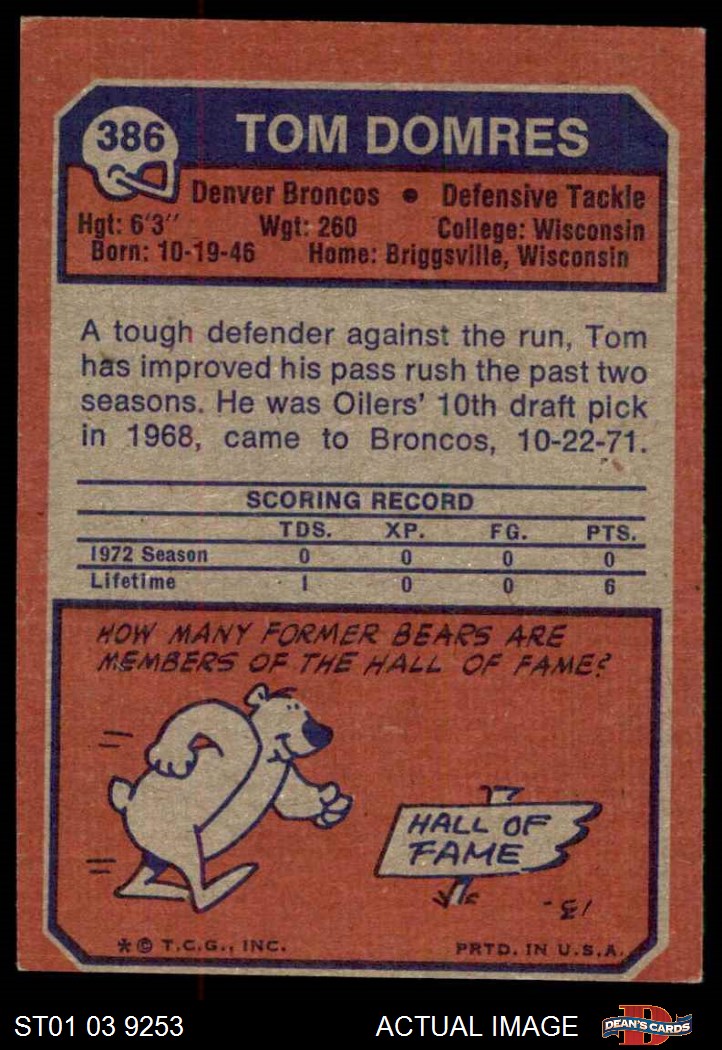 386
TOM DOMRES
Denver Broncos • Defensive Tackle
Hgt: 6'3" Wgt: 260 College: Wisconsin
Born: 10-19-46 Home: Briggsville, Wisconsin
A tough defender against the run, Tom
has improved his pass rush the past two
seasons. He was Oilers' 10th draft pick
in 1968, came to Broncos, 10-22-71.
SCORING RECORD
TDS. XP. FG. PTS.
1972 Season 0 0 0 0
Lifetime 1 0 0 6
HOW MANY FORMER BEARS ARE
MEMBERS OF THE HALL OF FAME?
HALL OF
FAME
* © T.C.G., INC. PRTD. IN U.S.A.
ST01 03 9253 ACTUAL IMAGE
DEAN'S CARDS